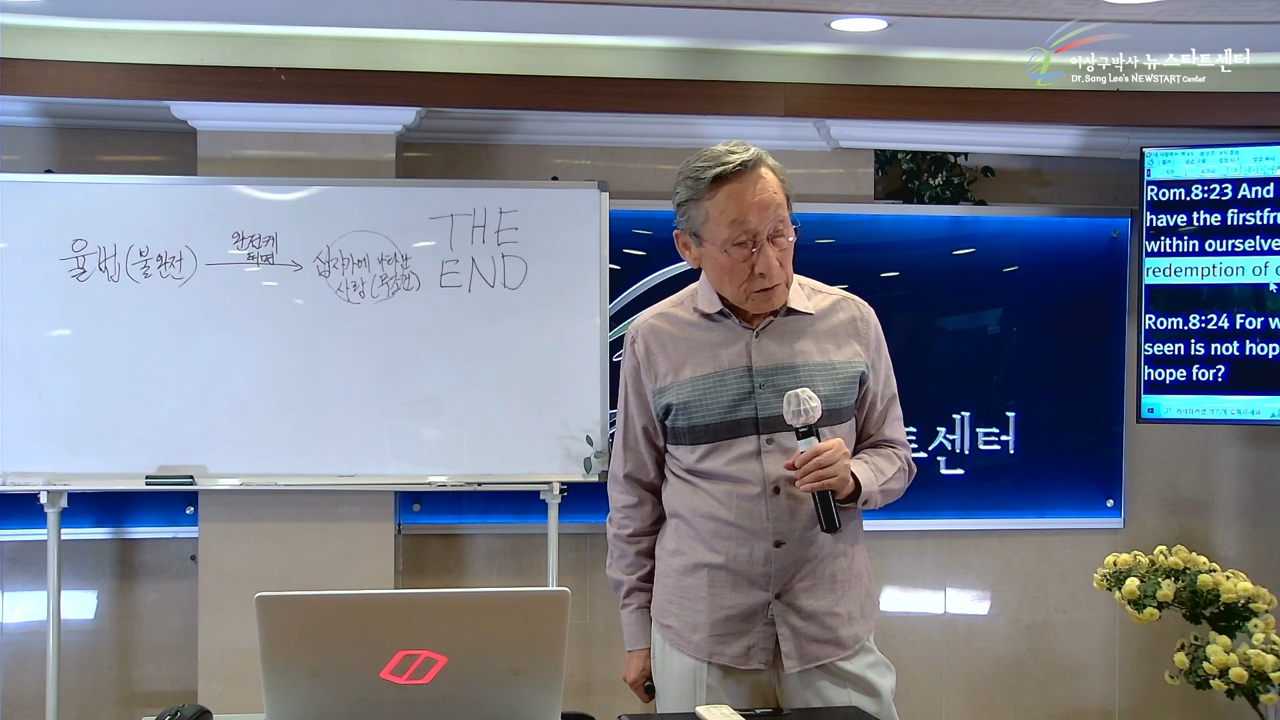 이상구박사 뉴스타트센터
Dr. Sang Lee's NEWSTART Center
율법(불완전)
완전케
되면
십자가에 나타난
사랑(무조건)
THE
END
트센터
Rom.8:23 And
have the firstfru
within ourselve
redemption of
Rom.8:24 For w
seen is not hop
hope for?